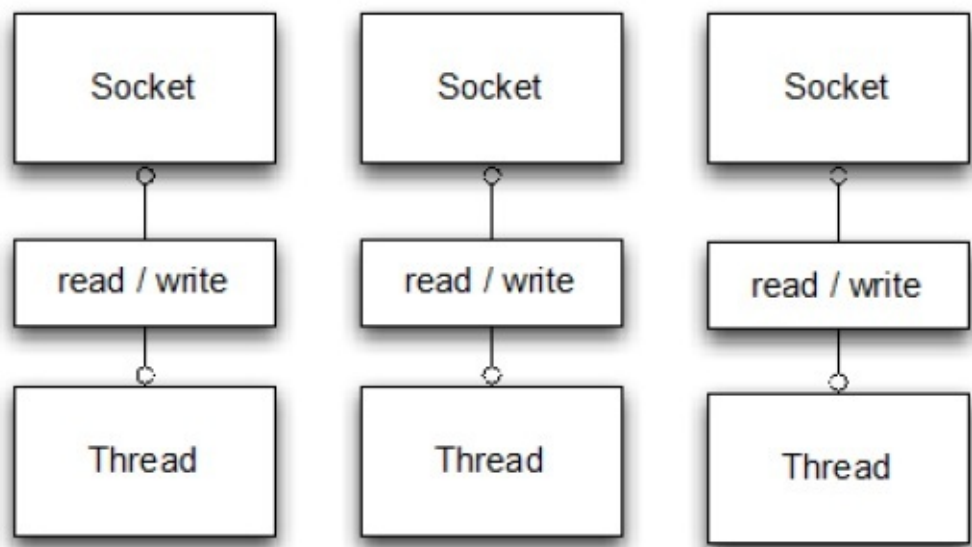 Socket
Socket
Socket
read / write
read / write
read / write
Thread
Thread
Thread